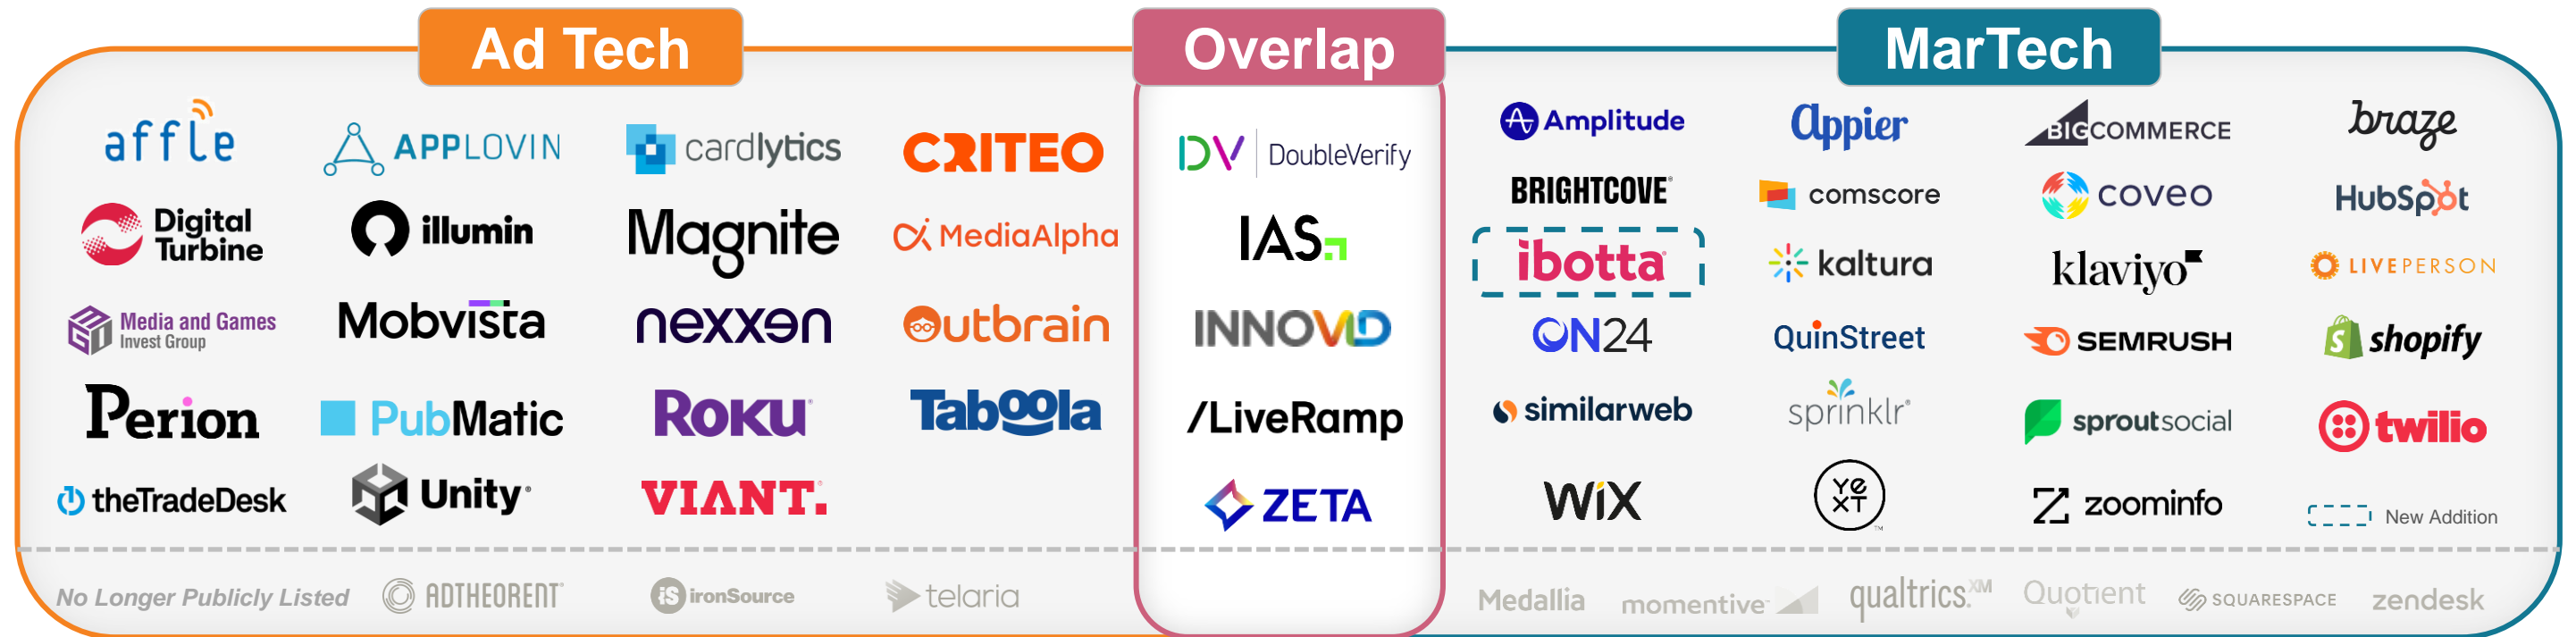 Ad Tech
Overlap
MarTech
affle
APPLOVIN
cardlytics
CRITEO
Digital
Turbine
illumin
Magnite
MediaAlpha
MGI
Media and Games
Invest Group
Mobvista
nexxen
Outbrain
Perion
PubMatic
ROKU
Taboola
theTradeDesk
Unity
VIANT.
DV DoubleVerify
IAS
INNOVID
/LiveRamp
ZETA
Amplitude
Appier
BIGCOMMERCE
braze
BRIGHTCOVE
comscore
coveo
HubSpot
ibotta
kaltura
klaviyo
LIVEPERSON
ON24
QuinStreet
SEMRUSH
shopify
similarweb
sprinklr
sproutsocial
twilio
WiX
yext
zoominfo
New Addition
No Longer Publicly Listed
ADTHEORENT
iS ironSource
telaria
Medallia
momentive
qualtrics.XM
Quotient
SQUARESPACE
zendesk